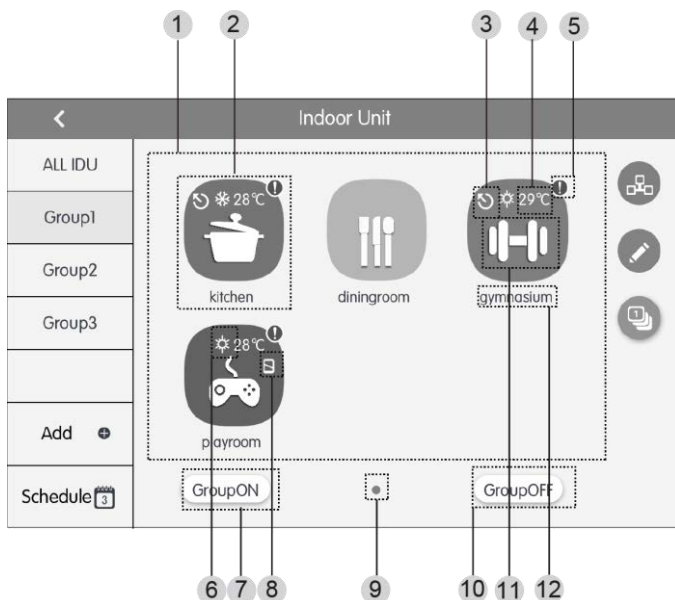 1 2 3 4 5
Indoor Unit
ALL IDU
Group1
Group2
Group3
Add
Schedule 3
28℃
29℃
kitchen
diningroom
gymnasium
28℃
playroom
1
GroupON
GroupOFF
6 7 8 9 10 11 12